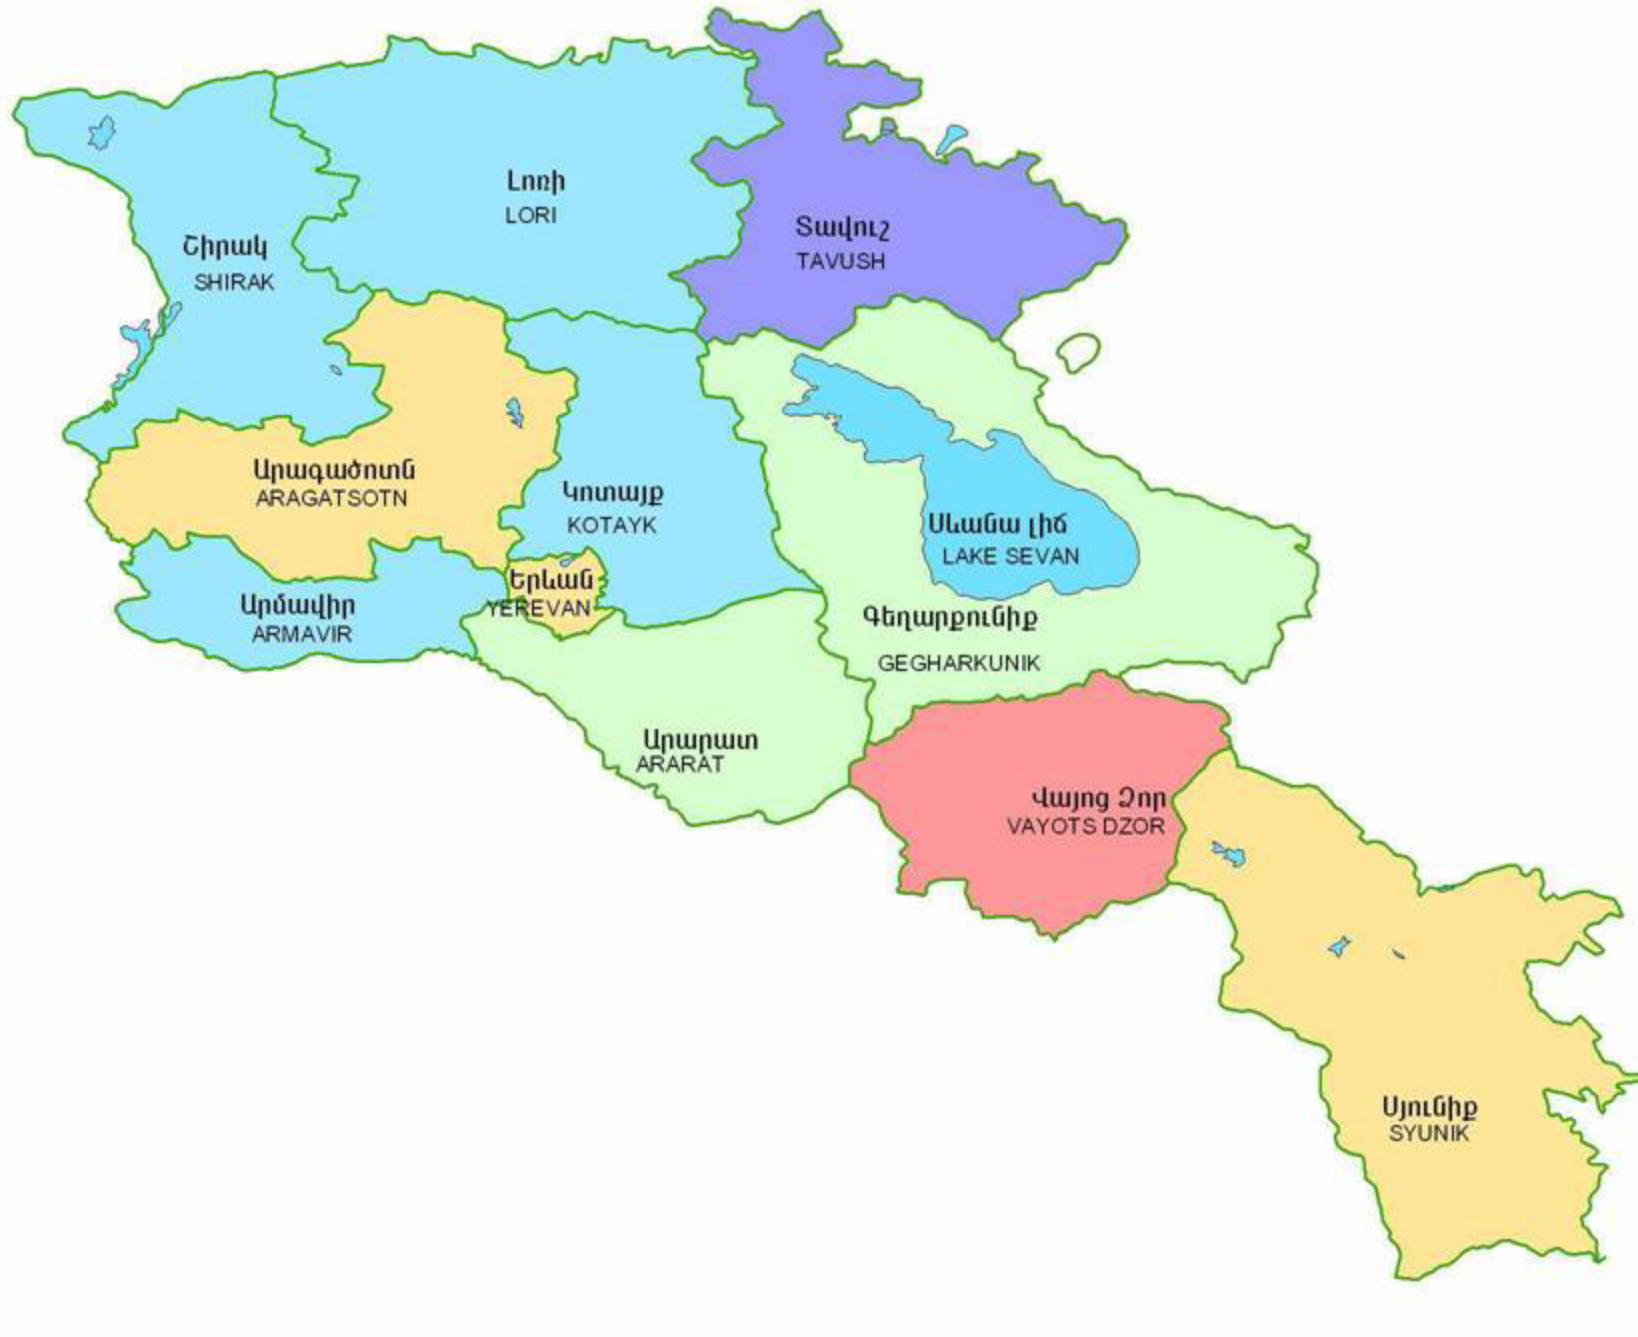 Լոռի
LORI
Տավուշ
TAVUSH
Շիրակ
SHIRAK
Արագածոտն
ARAGATSOTN
Կոտայք
KOTAYK
Սևանա լիճ
LAKE SEVAN
Երևան
YEREVAN
Արմավիր
ARMAVIR
Գեղարքունիք
GEGHARKUNIK
Արարատ
ARARAT
Վայոց Ձոր
VAYOTS DZOR
Սյունիք
SYUNIK